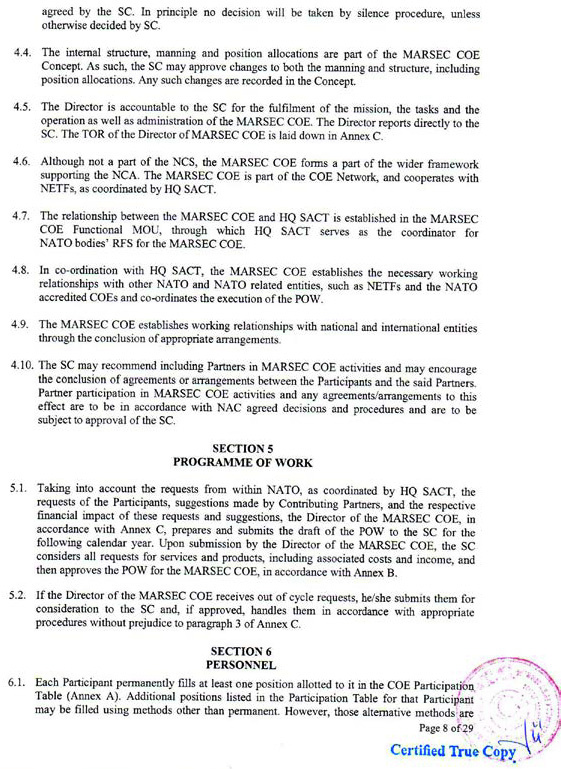 agreed by the SC. In principle no decision will be taken by silence procedure, unless
otherwise decided by SC.
4.4. The internal structure, manning and position allocations are part of the MARSEC COE
Concept. As such, the SC may approve changes to both the manning and structure, including
position allocations. Any such changes are recorded in the Concept.
4.5. The Director is accountable to the SC for the fulfilment of the mission, the tasks and the
operation as well as administration of the MARSEC COE. The Director reports directly to the
SC. The TOR of the Director of MARSEC COE is laid down in Annex C.
4.6. Although not a part of the NCS, the MARSEC COE forms a part of the wider framework
supporting the NCA. The MARSEC COE is part of the COE Network, and cooperates with
NETFs, as coordinated by HQ SACT.
4.7. The relationship between the MARSEC COE and HQ SACT is established in the MARSEC
COE Functional MOU, through which HQ SACT serves as the coordinator for
NATO bodies' RFS for the MARSEC COE.
4.8. In co-ordination with HQ SACT, the MARSEC COE establishes the necessary working
relationships with other NATO and NATO related entities, such as NETFs and the NATO
accredited COEs and co-ordinates the execution of the POW.
4.9. The MARSEC COE establishes working relationships with national and international entities
through the conclusion of appropriate arrangements.
4.10. The SC may recommend including Partners in MARSEC COE activities and may encourage
the conclusion of agreements or arrangements between the Participants and the said Partners.
Partner participation in MARSEC COE activities and any agreements/arrangements to this
effect are to be in accordance with NAC agreed decisions and procedures and are to be
subject to approval of the SC.
SECTION 5
PROGRAMME OF WORK
5.1. Taking into account the requests from within NATO, as coordinated by HQ SACT, the
requests of the Participants, suggestions made by Contributing Partners, and the respective
financial impact of these requests and suggestions, the Director of the MARSEC COE, in
accordance with Annex C, prepares and submits the draft of the POW to the SC for the
following calendar year. Upon submission by the Director of the MARSEC COE, the SC
considers all requests for services and products, including associated costs and income, and
then approves the POW for the MARSEC COE, in accordance with Annex B.
5.2. If the Director of the MARSEC COE receives out of cycle requests, he/she submits them for
consideration to the SC and, if approved, handles them in accordance with appropriate
procedures without prejudice to paragraph 3 of Annex C.
SECTION 6
PERSONNEL
6.1. Each Participant permanently fills at least one position allotted to it in the COE Participation
Table (Annex A). Additional positions listed in the Participation Table for that Participant
may be filled using methods other than permanent. However, those alternative methods are
Page 8 of 29
Certified True Copy